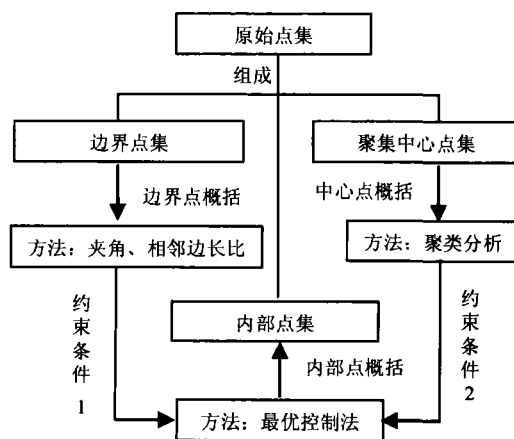 原始点集
组成
边界点集
聚集中心点集
边界点概括
中心点概括
方法：夹角、相邻边长比
方法：聚类分析
约束条件1
内部点集
约束条件2
内部点概括
方法：最优控制法